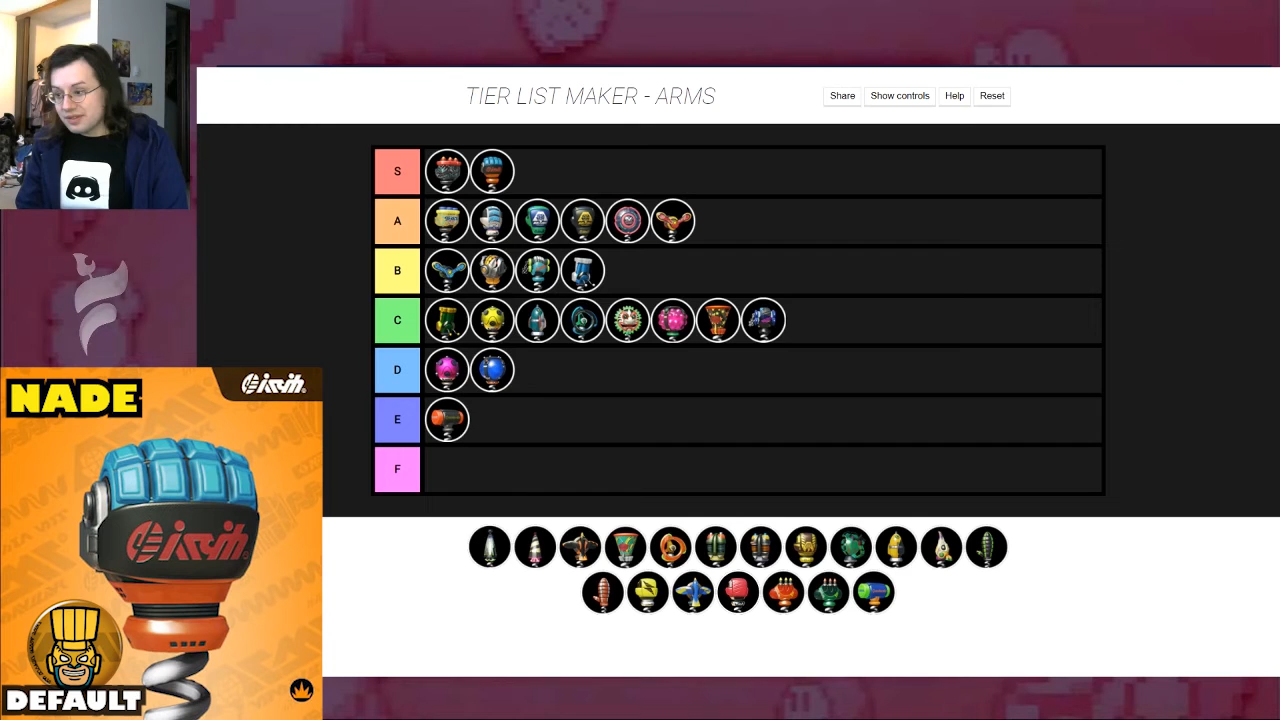 TIER LIST MAKER - ARMS
Share
Show controls
Help
Reset
S
A
B
C
D
E
F
NADE
DEFAULT